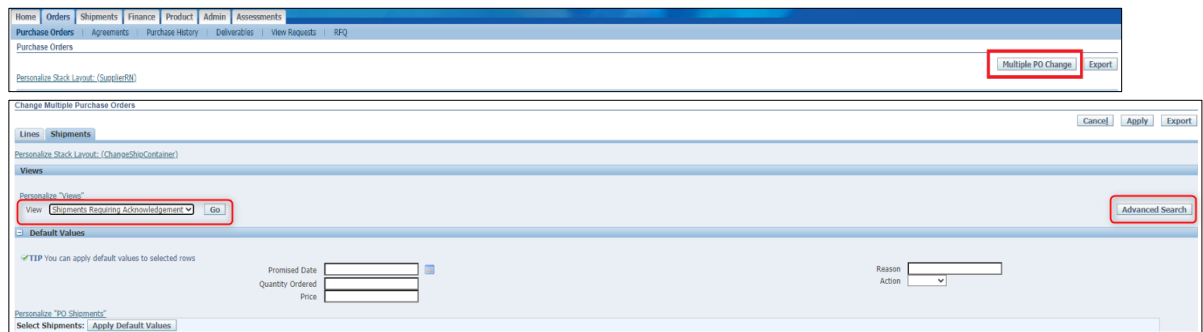 Home Orders Shipments Finance Product Admin Assessments
Purchase Orders | Agreements | Purchase History | Deliverables | View Requests | RFQ
Purchase Orders
Multiple PO Change Export
Personalize Stack Layout: (SupplierRN)
Change Multiple Purchase Orders
Cancel Apply Export
Lines Shipments
Personalize Stack Layout: (ChangeShipContainer)
Views
Personalize "Views"
View Shipments Requiring Acknowledgement Go
Advanced Search
Default Values
TIP You can apply default values to selected rows
Promised Date
Reason
Quantity Ordered
Action
Price
Personalize "PO Shipments"
Select Shipments: Apply Default Values